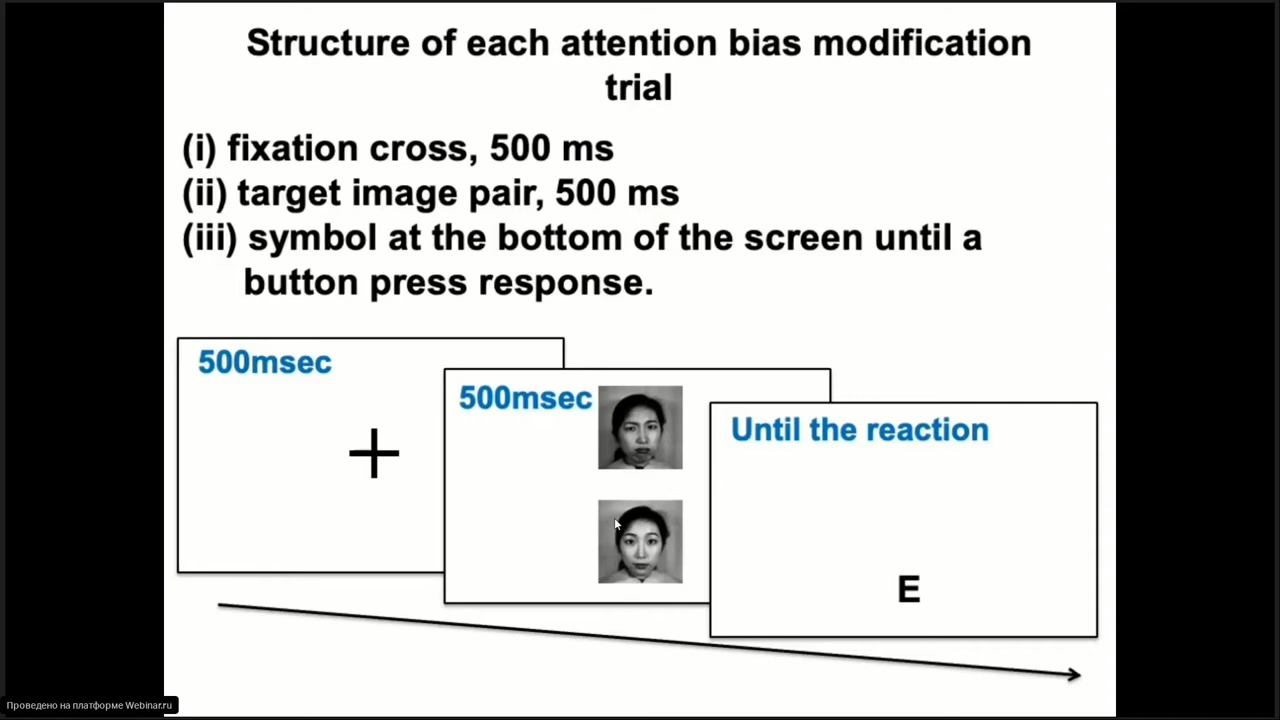 Structure of each attention bias modification
trial
(i) fixation cross, 500 ms
(ii) target image pair, 500 ms
(iii) symbol at the bottom of the screen until a
button press response.
500msec
500msec
Until the reaction
E
Проведено на платформе Webinar.ru